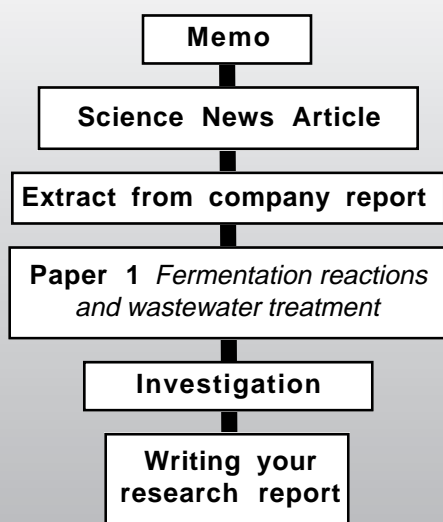 Memo
Science News Article
Extract from company report
Paper 1 Fermentation reactions
and wastewater treatment
Investigation
Writing your
research report